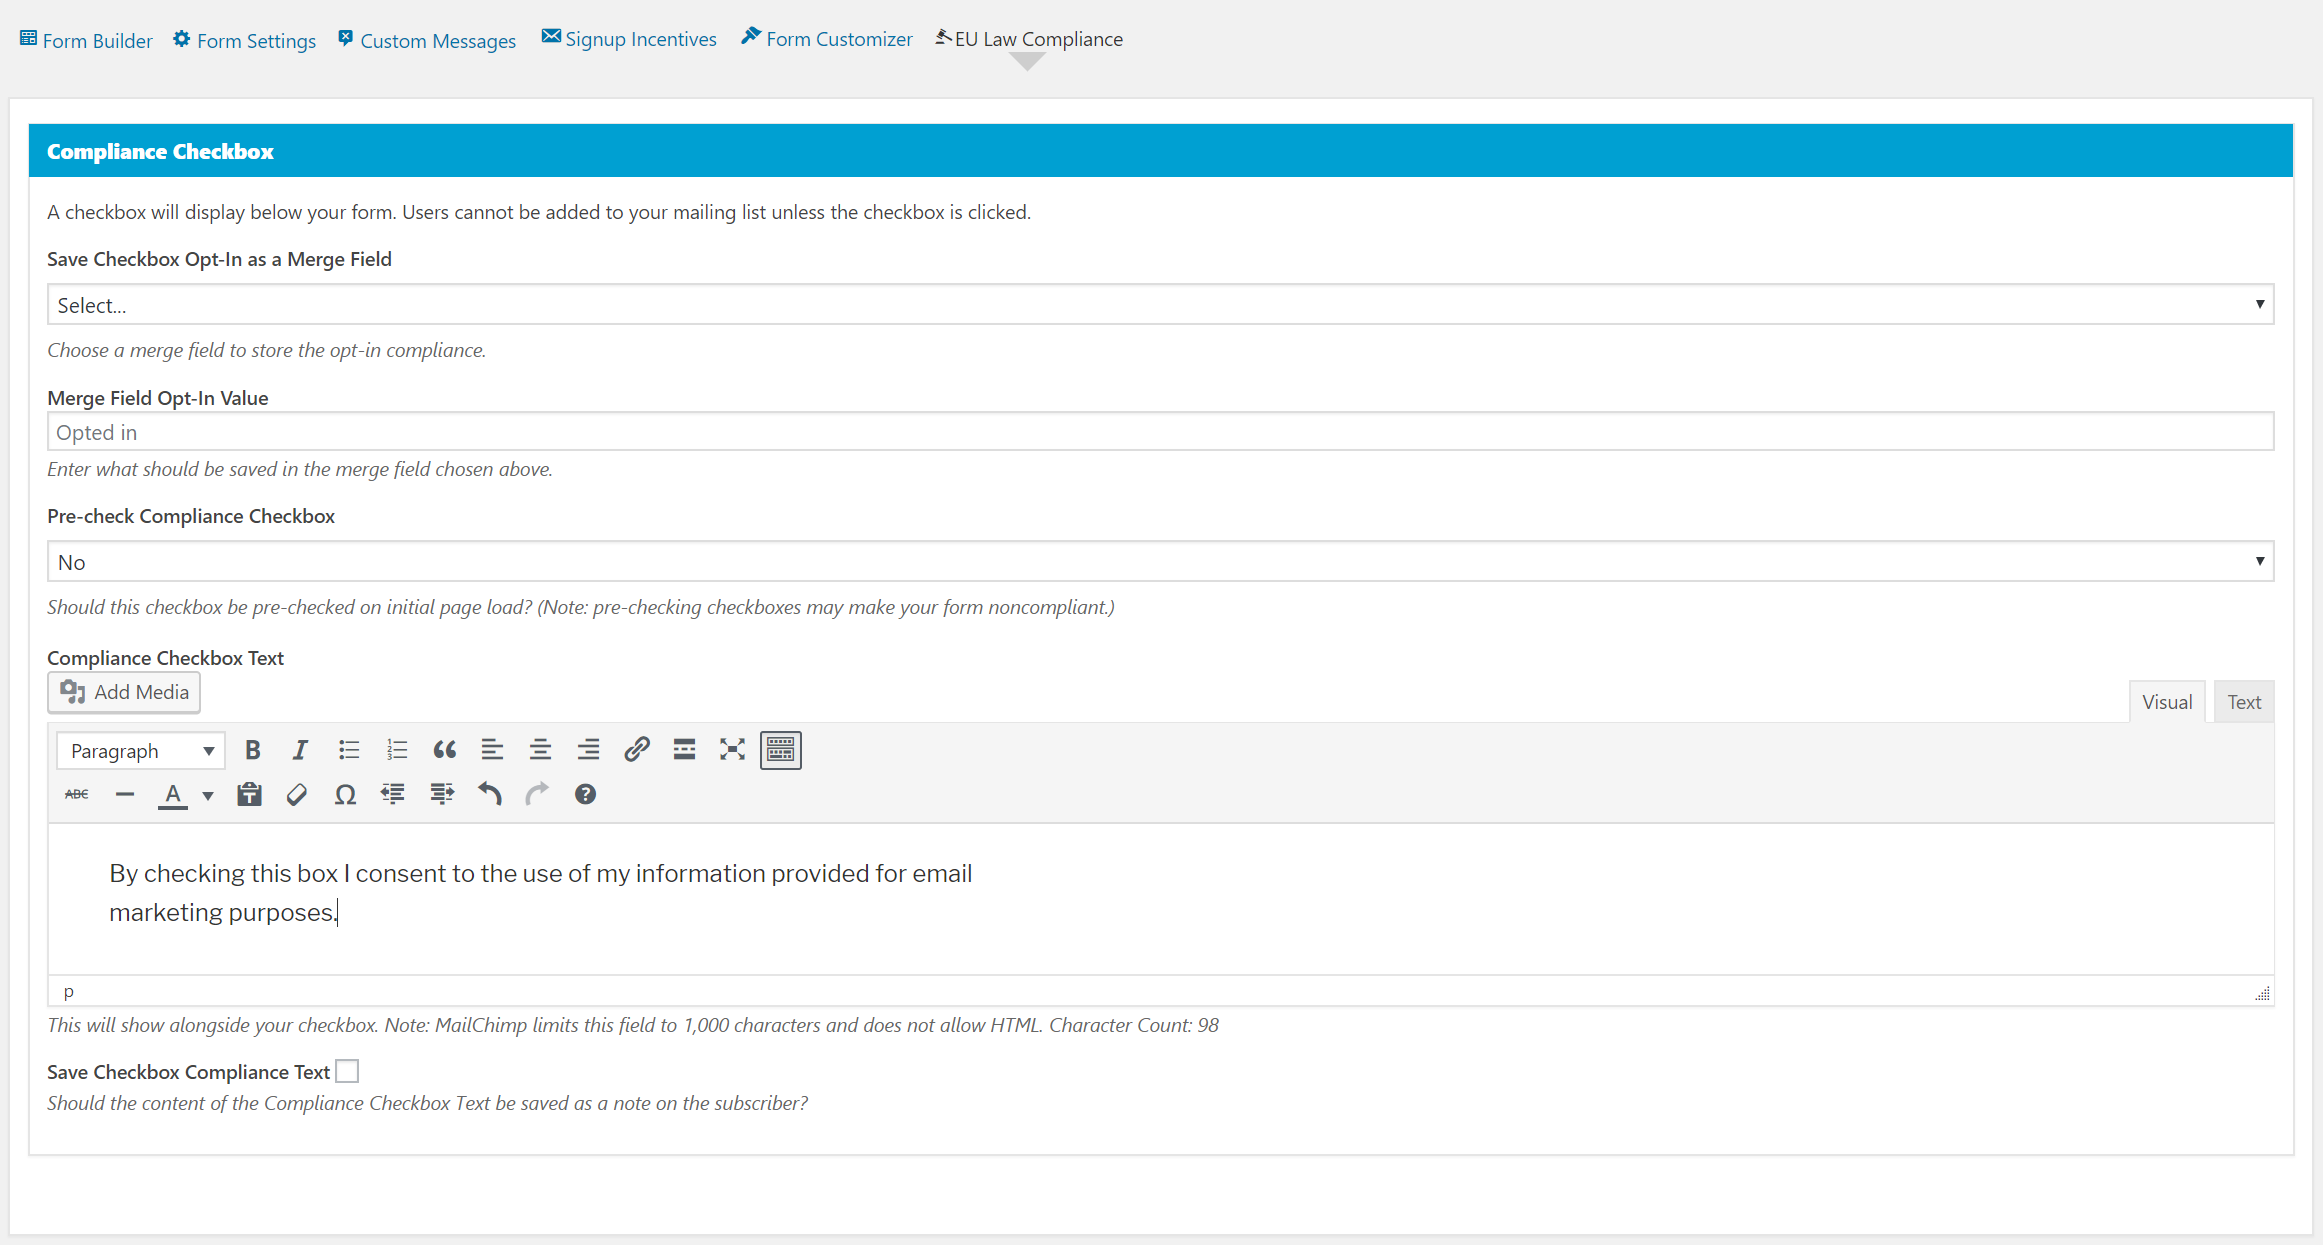 Form Builder Form Settings Custom Messages Signup Incentives Form Customizer EU Law Compliance
Compliance Checkbox
A checkbox will display below your form. Users cannot be added to your mailing list unless the checkbox is clicked.
Save Checkbox Opt-In as a Merge Field
Select...
Choose a merge field to store the opt-in compliance.
Merge Field Opt-In Value
Opted in
Enter what should be saved in the merge field chosen above.
Pre-check Compliance Checkbox
No
Should this checkbox be pre-checked on initial page load? (Note: pre-checking checkboxes may make your form noncompliant.)
Compliance Checkbox Text
Add Media
Visual Text
Paragraph B I
ABC A Ω ?
By checking this box I consent to the use of my information provided for email
marketing purposes.
p
This will show alongside your checkbox. Note: MailChimp limits this field to 1,000 characters and does not allow HTML. Character Count: 98
Save Checkbox Compliance Text
Should the content of the Compliance Checkbox Text be saved as a note on the subscriber?